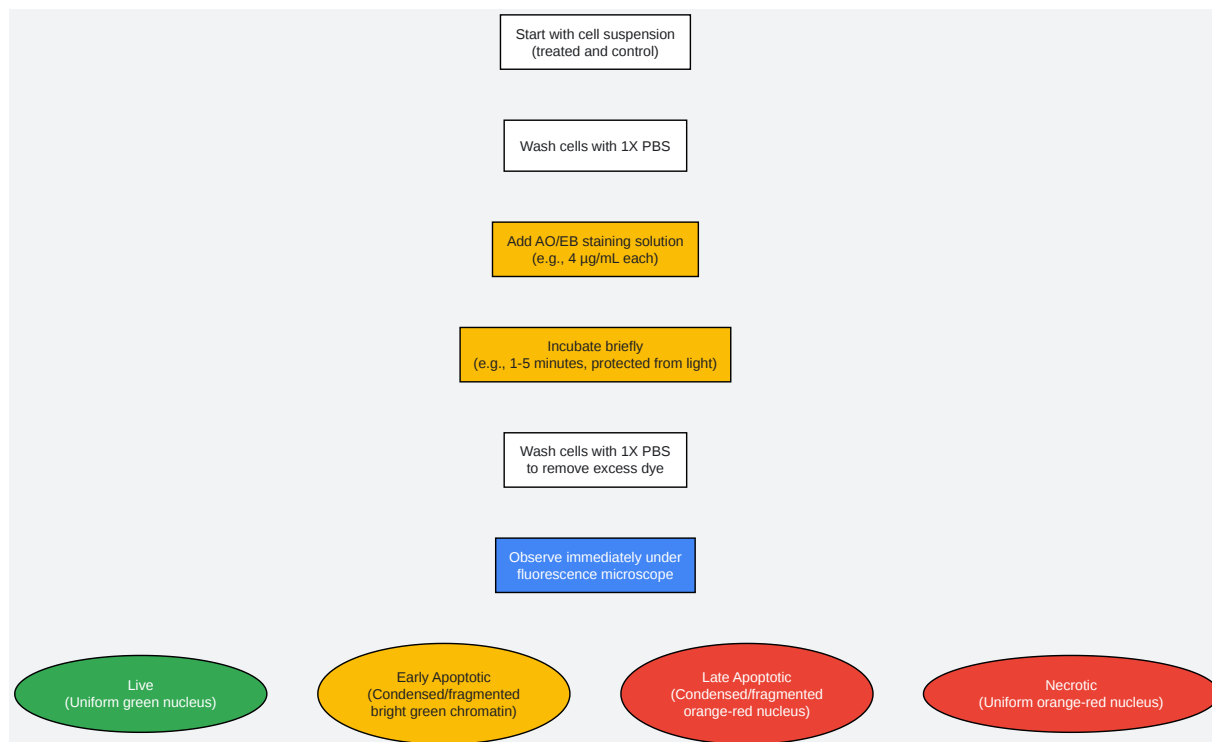 Start with cell suspension
(treated and control)
Wash cells with 1X PBS
Add AO/EB staining solution
(e.g., 4 µg/mL each)
Incubate briefly
(e.g., 1-5 minutes, protected from light)
Wash cells with 1X PBS
to remove excess dye
Observe immediately under
fluorescence microscope
Live
(Uniform green nucleus)
Early Apoptotic
(Condensed/fragmented
bright green chromatin)
Late Apoptotic
(Condensed/fragmented
orange-red nucleus)
Necrotic
(Uniform orange-red nucleus)